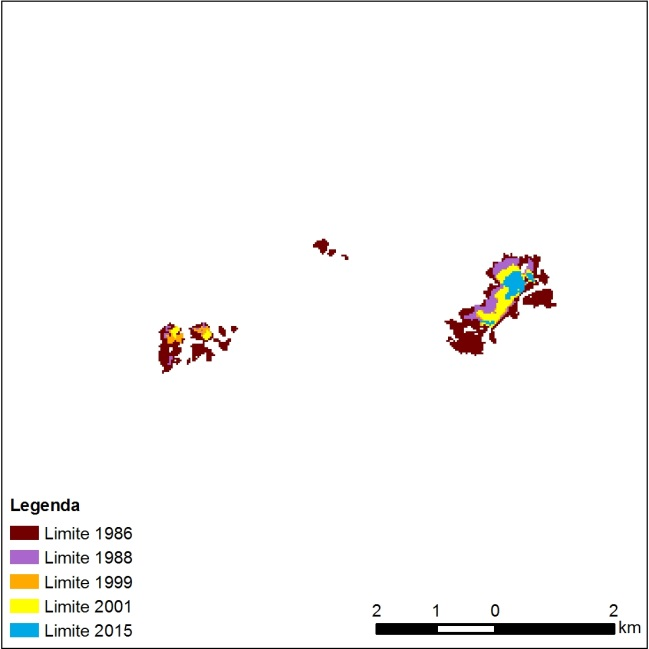 Legenda
Limite 1986
Limite 1988
Limite 1999
Limite 2001
Limite 2015
2 1 0 2
km